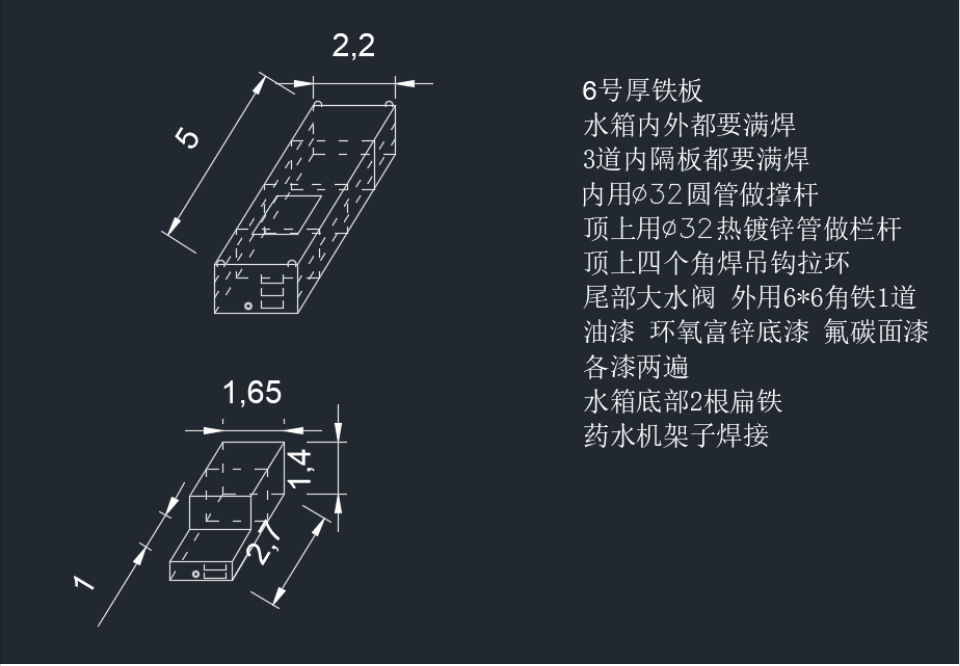 2,2
5
6号厚铁板
水箱内外都要满焊
3道内隔板都要满焊
内用ø32圆管做撑杆
顶上用ø32热镀锌管做栏杆
顶上四个角焊吊钩拉环
尾部大水阀 外用6*6角铁1道
油漆 环氧富锌底漆 氟碳面漆
各漆两遍
水箱底部2根扁铁
药水机架子焊接
1,65
1,4
2,7
1